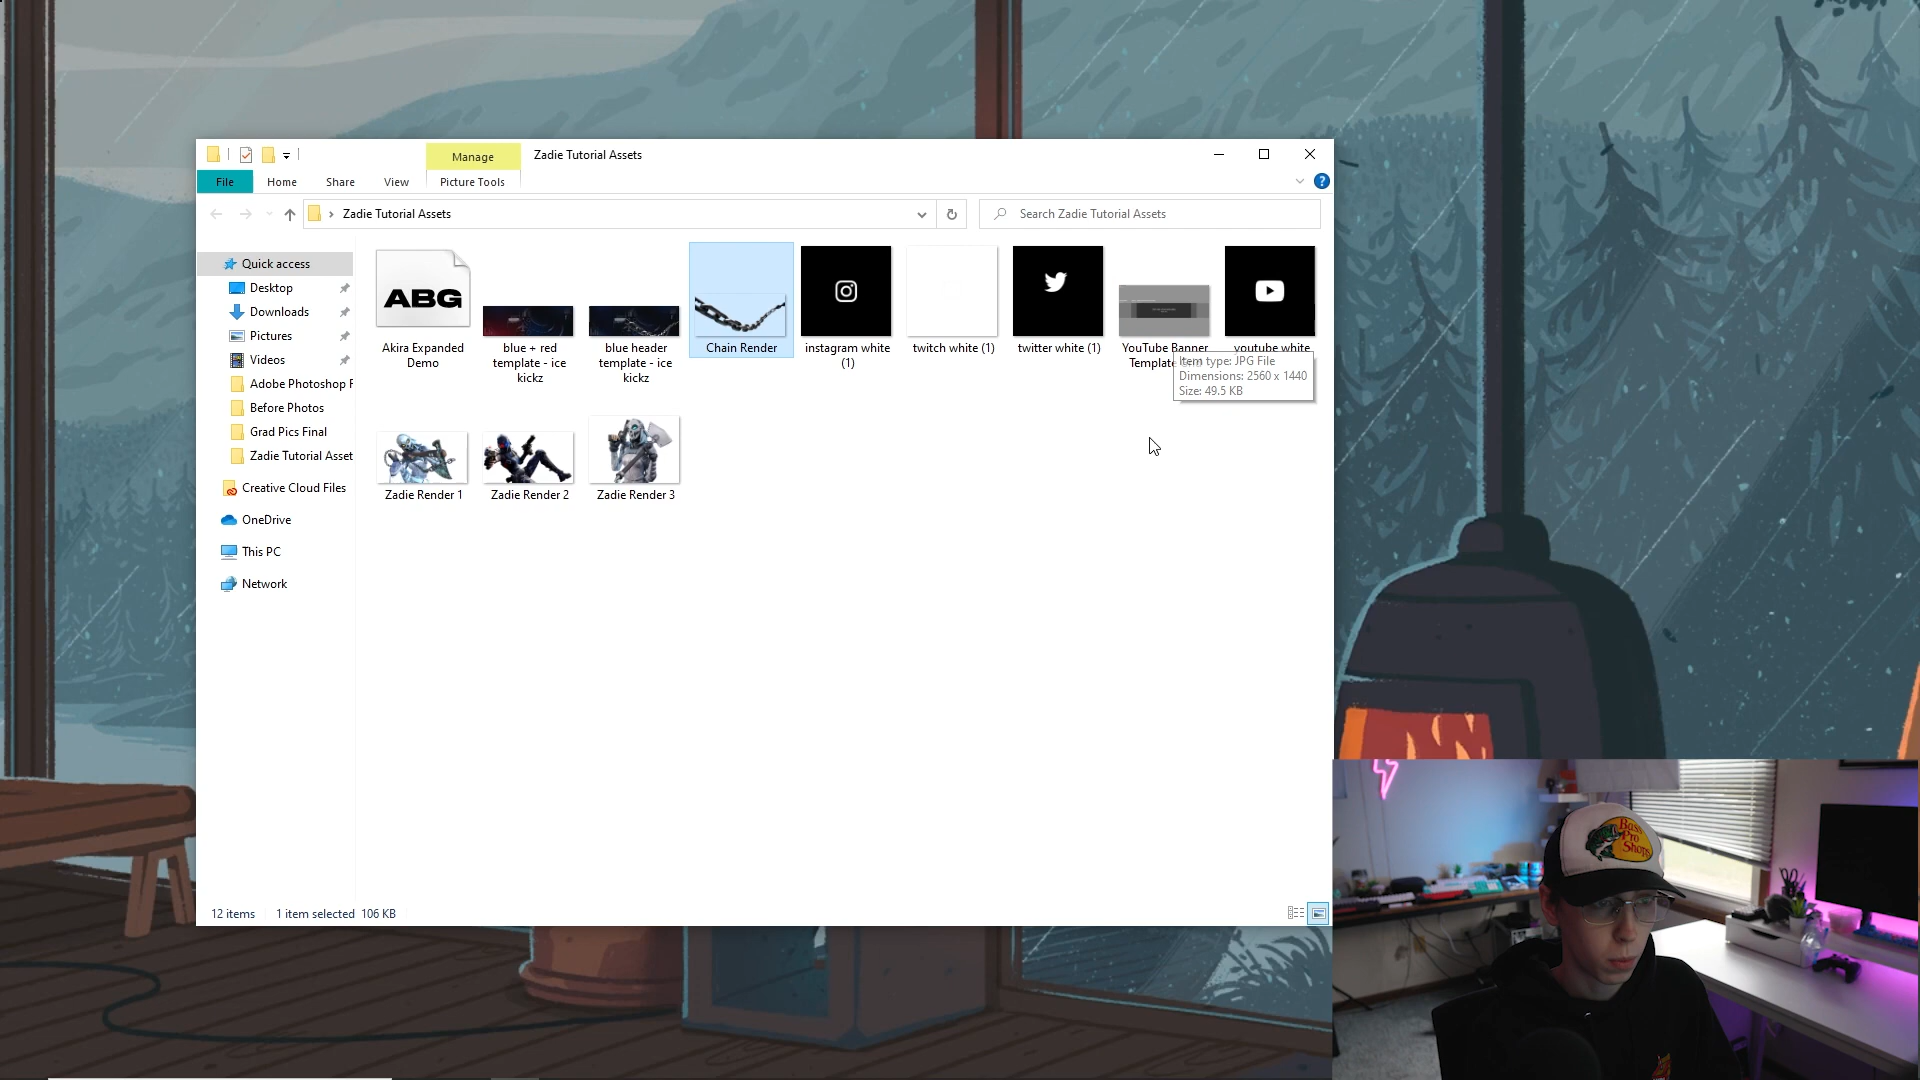 Manage
Zadie Tutorial Assets
File
Home
Share
View
Picture Tools
Zadie Tutorial Assets
Search Zadie Tutorial Assets
Quick access
Desktop
Downloads
Pictures
Videos
Adobe Photoshop F
Before Photos
Grad Pics Final
Zadie Tutorial Asset
Creative Cloud Files
OneDrive
This PC
Network
ABG
Akira Expanded
Demo
blue + red
template - ice
kickz
blue header
template - ice
kickz
Chain Render
instagram white
(1)
twitch white (1)
twitter white (1)
YouTube Banner
Template
youtube white
Item type: JPG File
Dimensions: 2560 x 1440
Size: 49.5 KB
Zadie Render 1
Zadie Render 2
Zadie Render 3
12 items
1 item selected 106 KB
Bass
Pro
Shops